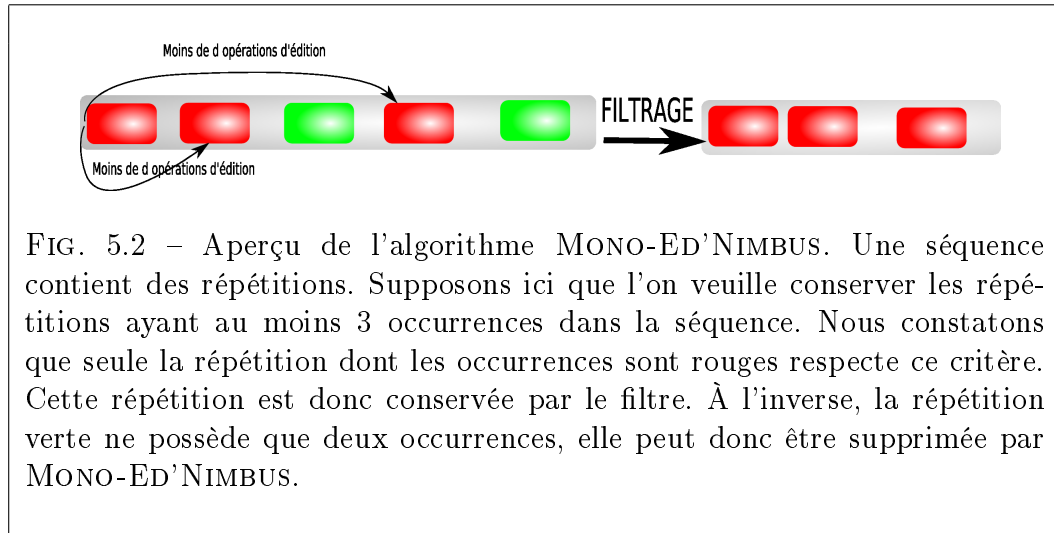 Moins de d opérations d'édition
FILTRAGE
Moins de d opérations d'édition
FIG. 5.2 – Aperçu de l'algorithme MONO-ED'NIMBUS. Une séquence
contient des répétitions. Supposons ici que l'on veuille conserver les répé-
titions ayant au moins 3 occurrences dans la séquence. Nous constatons
que seule la répétition dont les occurrences sont rouges respecte ce critère.
Cette répétition est donc conservée par le filtre. À l'inverse, la répétition
verte ne possède que deux occurrences, elle peut donc être supprimée par
MONO-ED'NIMBUS.